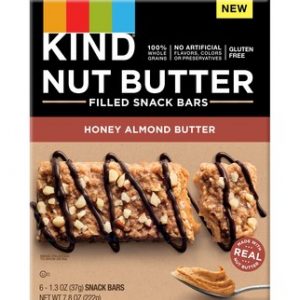 NEW
KIND
100%
WHOLE
GRAINS
NO ARTIFICIAL
FLAVORS, COLORS
OR PRESERVATIVES
GLUTEN
FREE
NUT BUTTER
FILLED SNACK BARS
HONEY ALMOND BUTTER
MADE WITH
REAL
NUT BUTTER
6 - 1.3 OZ (37g) SNACK BARS
NET WT 7.8 OZ (222g)